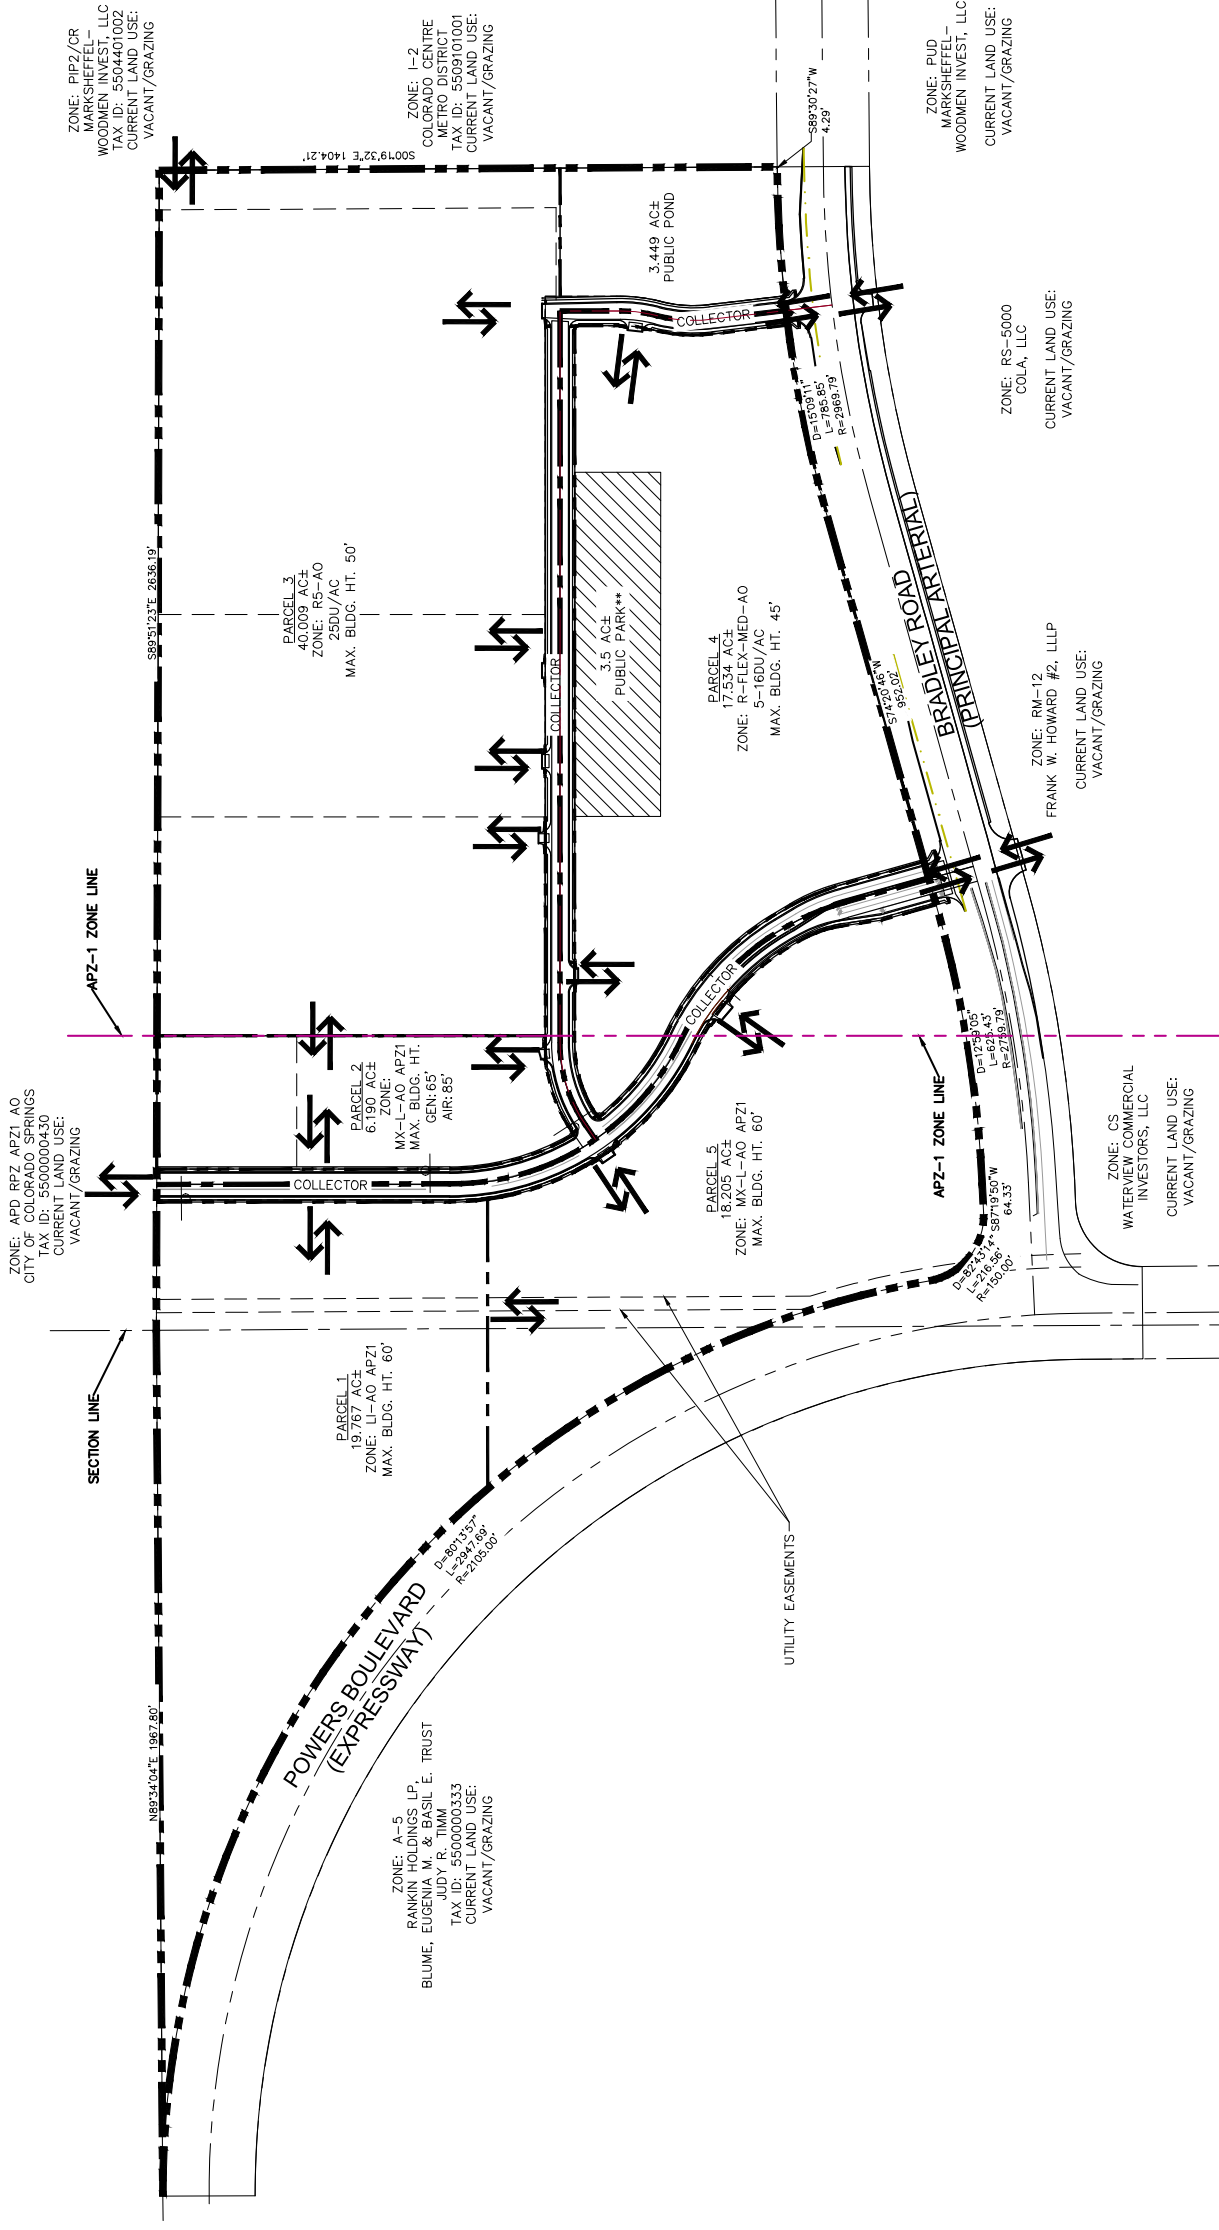 ZONE: PIP2/CR
MARKSHEFFEL-
WOODMEN INVEST, LLC
TAX ID: 5504401002
CURRENT LAND USE:
VACANT/GRAZING
ZONE: I-2
COLORADO CENTRE
METRO DISTRICT
TAX ID: 5509101001
CURRENT LAND USE:
VACANT/GRAZING
ZONE: PUD
MARKSHEFFEL-
WOODMEN INVEST, LLC
CURRENT LAND USE:
VACANT/GRAZING
S00°19'32"E 1404.21'
S89°30'27"W
4.29'
3.449 AC±
PUBLIC POND
COLLECTOR
D=15°09'11"
L=785.85'
R=2969.79'
ZONE: RS-5000
COLA, LLC
CURRENT LAND USE:
VACANT/GRAZING
S89°51'23"E 2636.19'
PARCEL 3
40.009 AC±
ZONE: R5-AO
25DU/AC
MAX. BLDG. HT. 50'
COLLECTOR
3.5 AC±
PUBLIC PARK**
PARCEL 4
17.534 AC±
ZONE: R-FLEX-MED-AO
5-16DU/AC
MAX. BLDG. HT. 45'
S74°20'46"W
952.02'
BRADLEY ROAD
(PRINCIPAL ARTERIAL)
ZONE: RM-12
FRANK W. HOWARD #2, LLLP
CURRENT LAND USE:
VACANT/GRAZING
APZ-1 ZONE LINE
COLLECTOR
ZONE: APD RPZ APZ1 AO
CITY OF COLORADO SPRINGS
TAX ID: 5500000430
CURRENT LAND USE:
VACANT/GRAZING
PARCEL 2
6.190 AC±
ZONE:
MX-L-AO APZ1
MAX. BLDG. HT.
GEN: 65'
AIR: 85'
COLLECTOR
PARCEL 5
18.205 AC±
ZONE: MX-L-AO APZ1
MAX. BLDG. HT. 60'
APZ-1 ZONE LINE
D=12°59'05"
L=625.43'
R=2759.79'
S87°19'50"W
64.33'
D=82°43'14"
L=216.56'
R=150.00'
ZONE: CS
WATERVIEW COMMERCIAL
INVESTORS, LLC
CURRENT LAND USE:
VACANT/GRAZING
SECTION LINE
PARCEL 1
19.767 AC±
ZONE: LI-AO APZ1
MAX. BLDG. HT. 60'
D=80°13'57"
L=2947.69'
R=2105.00'
UTILITY EASEMENTS
N89°34'04"E 1967.80'
POWERS BOULEVARD
(EXPRESSWAY)
ZONE: A-5
RANKIN HOLDINGS LP,
BLUME, EUGENIA M. & BASIL E. TRUST
JUDY R. TIMM
TAX ID: 5500000333
CURRENT LAND USE:
VACANT/GRAZING